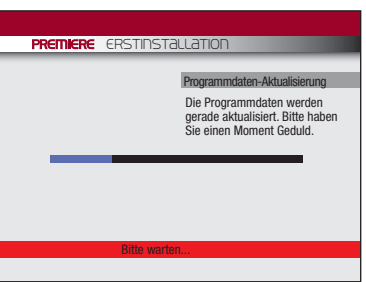 PREMIERE ERSTINSTALLATION
Programmdaten-Aktualisierung
Die Programmdaten werden
gerade aktualisiert. Bitte haben
Sie einen Moment Geduld.
Bitte warten...